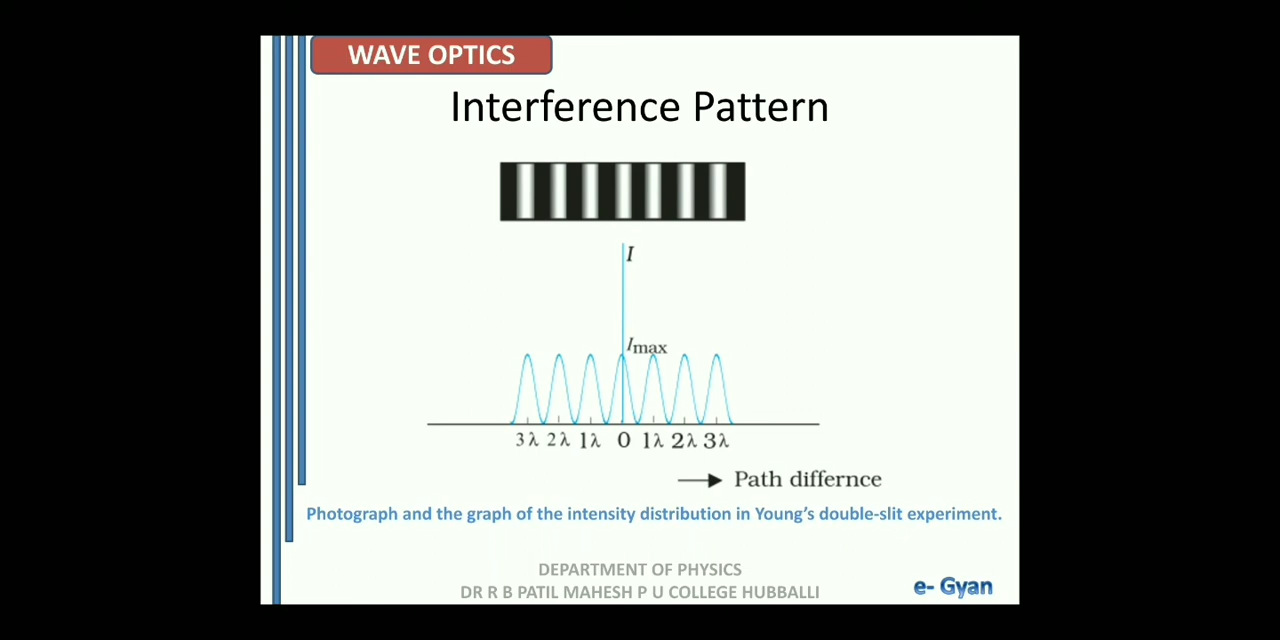 WAVE OPTICS
Interference Pattern
I
Imax
3λ 2λ 1λ 0 1λ 2λ 3λ
Path differnce
Photograph and the graph of the intensity distribution in Young's double-slit experiment.
DEPARTMENT OF PHYSICS
DR R B PATIL MAHESH P U COLLEGE HUBBALLI
e- Gyan